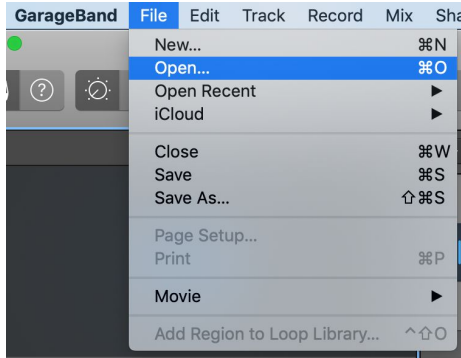 GarageBand File Edit Track Record Mix Sha
New... ⌘N
Open... ⌘O
Open Recent ▶
iCloud ▶
Close ⌘W
Save ⌘S
Save As... ⇧⌘S
Page Setup...
Print ⌘P
Movie ▶
Add Region to Loop Library... ^⇧O